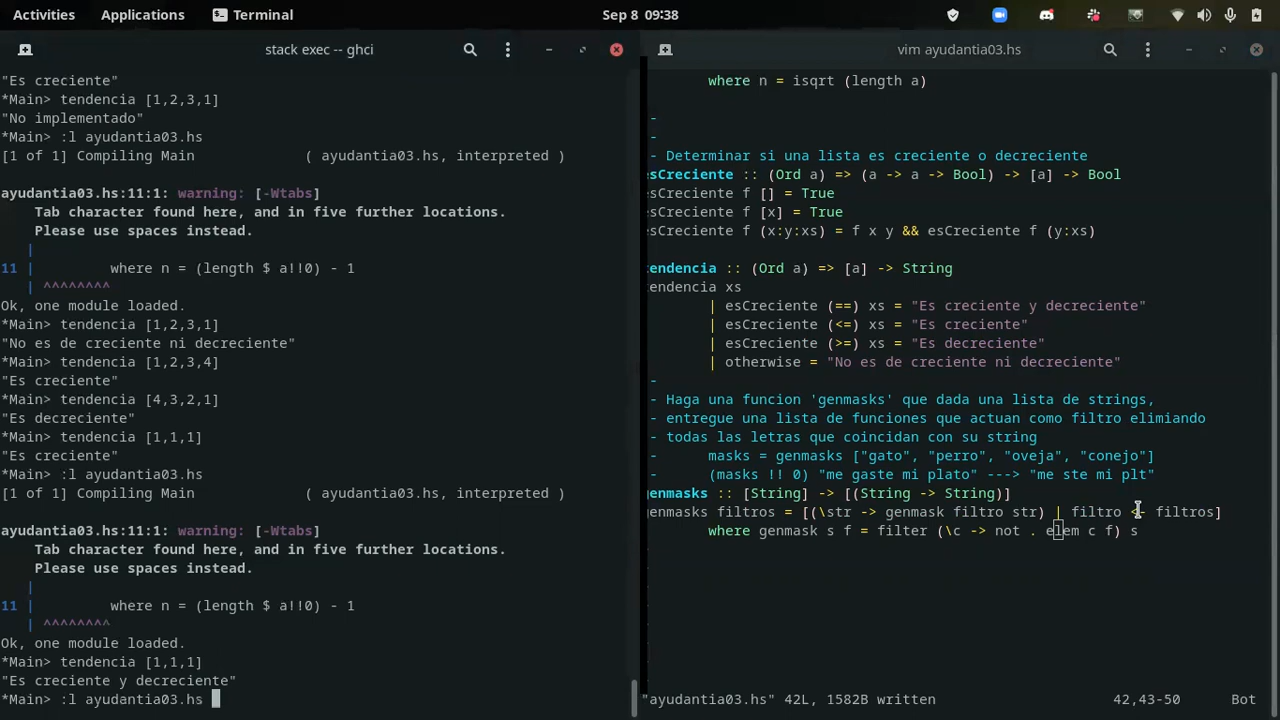 Activities Applications Terminal Sep 8 09:38
stack exec -- ghci
"Es creciente"
*Main> tendencia [1,2,3,1]
"No implementado"
*Main> :l ayudantia03.hs
[1 of 1] Compiling Main ( ayudantia03.hs, interpreted )
ayudantia03.hs:11:1: warning: [-Wtabs]
Tab character found here, and in five further locations.
Please use spaces instead.
|
11 | where n = (length $ a!!0) - 1
| ^^^^^^^^
Ok, one module loaded.
*Main> tendencia [1,2,3,1]
"No es de creciente ni decreciente"
*Main> tendencia [1,2,3,4]
"Es creciente"
*Main> tendencia [4,3,2,1]
"Es decreciente"
*Main> tendencia [1,1,1]
"Es creciente"
*Main> :l ayudantia03.hs
[1 of 1] Compiling Main ( ayudantia03.hs, interpreted )
ayudantia03.hs:11:1: warning: [-Wtabs]
Tab character found here, and in five further locations.
Please use spaces instead.
|
11 | where n = (length $ a!!0) - 1
| ^^^^^^^^
Ok, one module loaded.
*Main> tendencia [1,1,1]
"Es creciente y decreciente"
*Main> :l ayudantia03.hs
vim ayudantia03.hs
where n = isqrt (length a)
-
-
- Determinar si una lista es creciente o decreciente
esCreciente :: (Ord a) => (a -> a -> Bool) -> [a] -> Bool
esCreciente f [] = True
esCreciente f [x] = True
esCreciente f (x:y:xs) = f x y && esCreciente f (y:xs)
tendencia :: (Ord a) => [a] -> String
tendencia xs
| esCreciente (==) xs = "Es creciente y decreciente"
| esCreciente (<=) xs = "Es creciente"
| esCreciente (>=) xs = "Es decreciente"
| otherwise = "No es de creciente ni decreciente"
-
- Haga una funcion 'genmasks' que dada una lista de strings,
- entregue una lista de funciones que actuan como filtro elimiando
- todas las letras que coincidan con su string
- masks = genmasks ["gato", "perro", "oveja", "conejo"]
- (masks !! 0) "me gaste mi plato" ---> "me ste mi plt"
genmasks :: [String] -> [(String -> String)]
genmasks filtros = [(\str -> genmask filtro str) | filtro <- filtros]
where genmask s f = filter (\c -> not . elem c f) s
"ayudantia03.hs" 42L, 1582B written 42,43-50 Bot